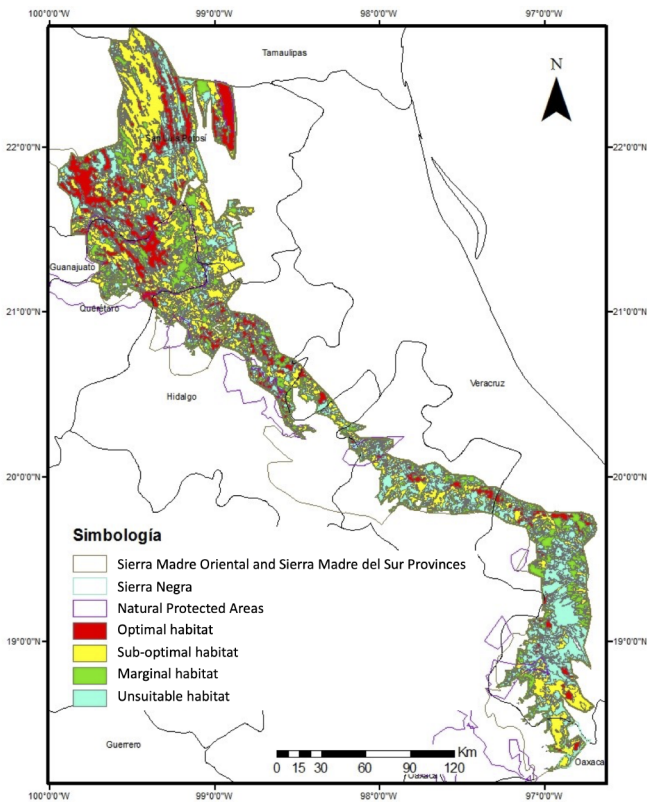 100°0'0"W 99°0'0"W 98°0'0"W 97°0'0"W
Tamaulipas
N
22°0'0"N San Luis Potosí 22°0'0"N
Guanajuato
21°0'0"N 21°0'0"N
Querétaro
Hidalgo
Veracruz
20°0'0"N 20°0'0"N
Simbología
Sierra Madre Oriental and Sierra Madre del Sur Provinces
Sierra Negra
Natural Protected Areas
Optimal habitat
19°0'0"N 19°0'0"N
Sub-optimal habitat
Marginal habitat
Unsuitable habitat
Guerrero
Km
0 15 30 60 90 120
Oaxaca
Oaxaca
100°0'0"W 99°0'0"W 98°0'0"W 97°0'0"W